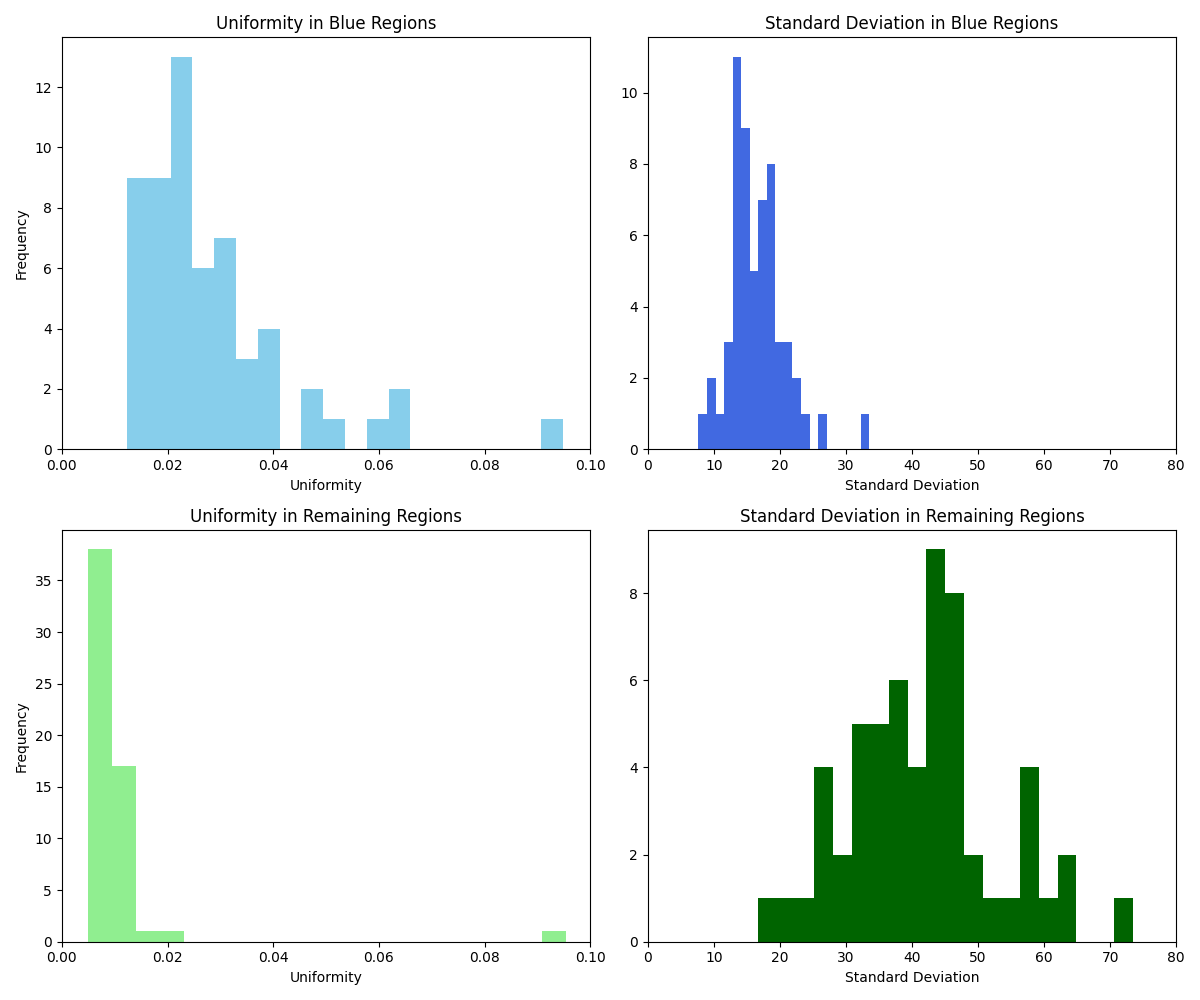 Uniformity in Blue Regions
Frequency
12
10
8
6
4
2
0
0.00 0.02 0.04 0.06 0.08 0.10
Uniformity
Standard Deviation in Blue Regions
10
8
6
4
2
0
0 10 20 30 40 50 60 70 80
Standard Deviation
Uniformity in Remaining Regions
Frequency
35
30
25
20
15
10
5
0
0.00 0.02 0.04 0.06 0.08 0.10
Uniformity
Standard Deviation in Remaining Regions
8
6
4
2
0
0 10 20 30 40 50 60 70 80
Standard Deviation